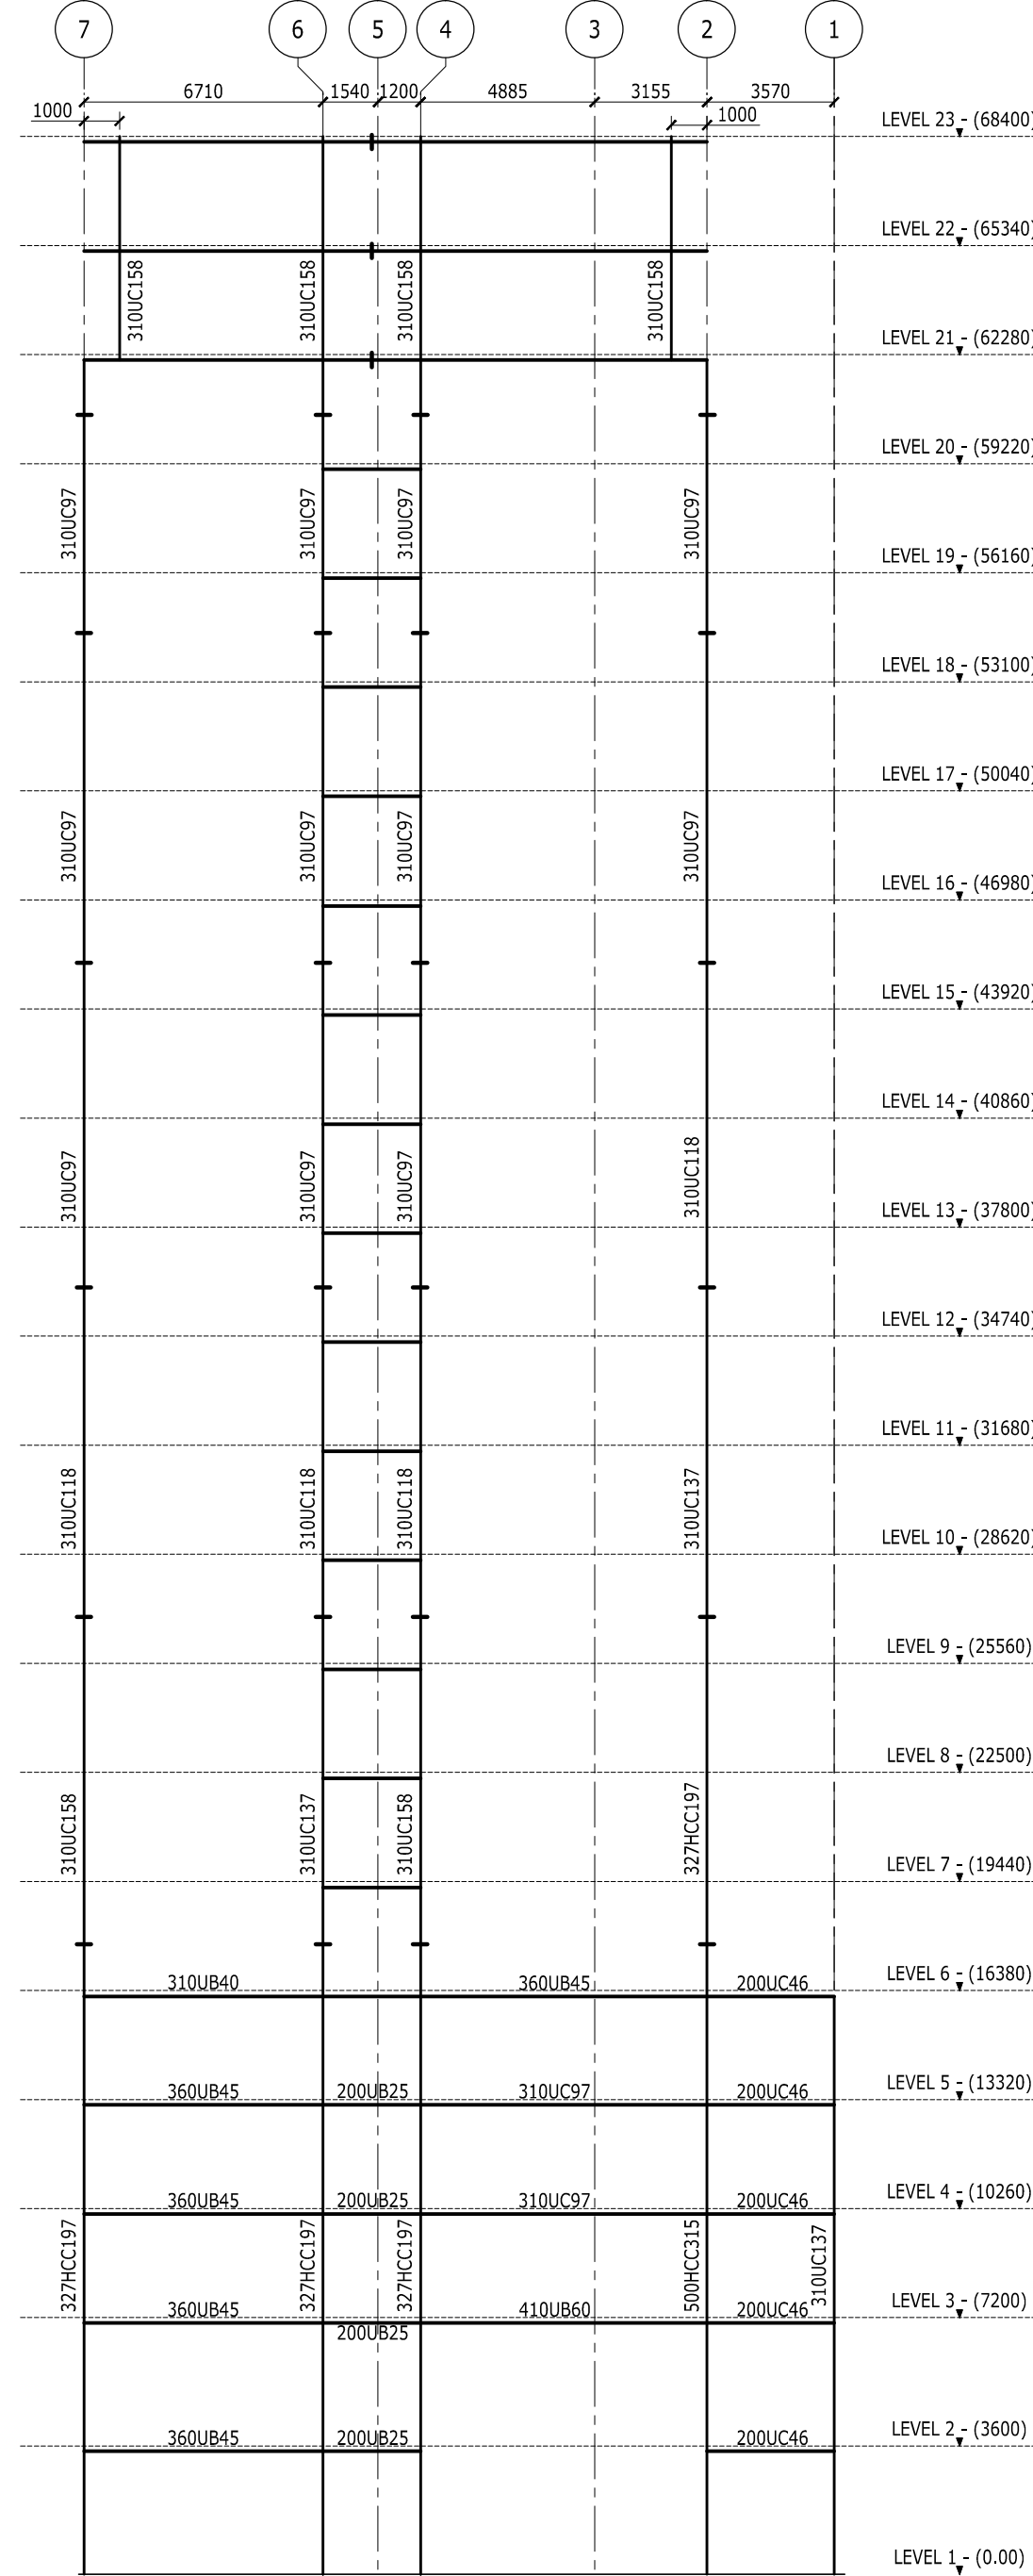 7 6 5 4 3 2 1
6710 1540 1200 4885 3155 3570
1000 1000
LEVEL 23 - (68400)
LEVEL 22 - (65340)
310UC158 310UC158 310UC158 310UC158
LEVEL 21 - (62280)
LEVEL 20 - (59220)
310UC97 310UC97 310UC97 310UC97
LEVEL 19 - (56160)
LEVEL 18 - (53100)
LEVEL 17 - (50040)
310UC97 310UC97 310UC97 310UC97
LEVEL 16 - (46980)
LEVEL 15 - (43920)
LEVEL 14 - (40860)
310UC97 310UC97 310UC97 310UC118
LEVEL 13 - (37800)
LEVEL 12 - (34740)
LEVEL 11 - (31680)
310UC118 310UC118 310UC118 310UC137
LEVEL 10 - (28620)
LEVEL 9 - (25560)
LEVEL 8 - (22500)
310UC158 310UC137 310UC158 327HCC197
LEVEL 7 - (19440)
LEVEL 6 - (16380)
310UB40 360UB45 200UC46
LEVEL 5 - (13320)
360UB45 200UB25 310UC97 200UC46
LEVEL 4 - (10260)
360UB45 200UB25 310UC97 200UC46
327HCC197 327HCC197 327HCC197 500HCC315 310UC137
LEVEL 3 - (7200)
360UB45 410UB60 200UC46
200UB25
LEVEL 2 - (3600)
360UB45 200UB25 200UC46
LEVEL 1 - (0.00)